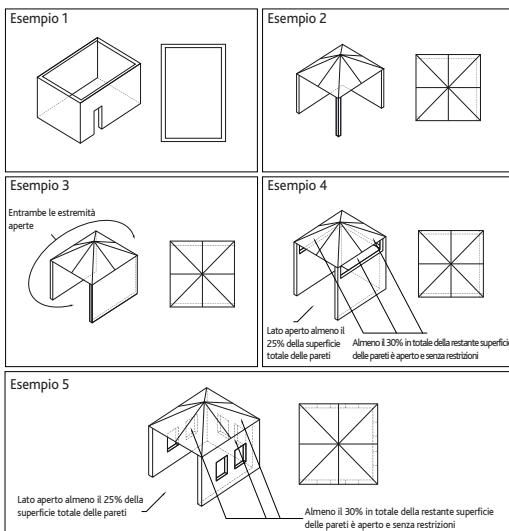 Esempio 1
Esempio 2
Esempio 3
Entrambe le estremità
aperte
Esempio 4
Lato aperto almeno il
25% della superficie
totale delle pareti
Almeno il 30% in totale della restante superficie
delle pareti è aperto e senza restrizioni
Esempio 5
Lato aperto almeno il 25% della
superficie totale delle pareti
Almeno il 30% in totale della restante superficie
delle pareti è aperto e senza restrizioni